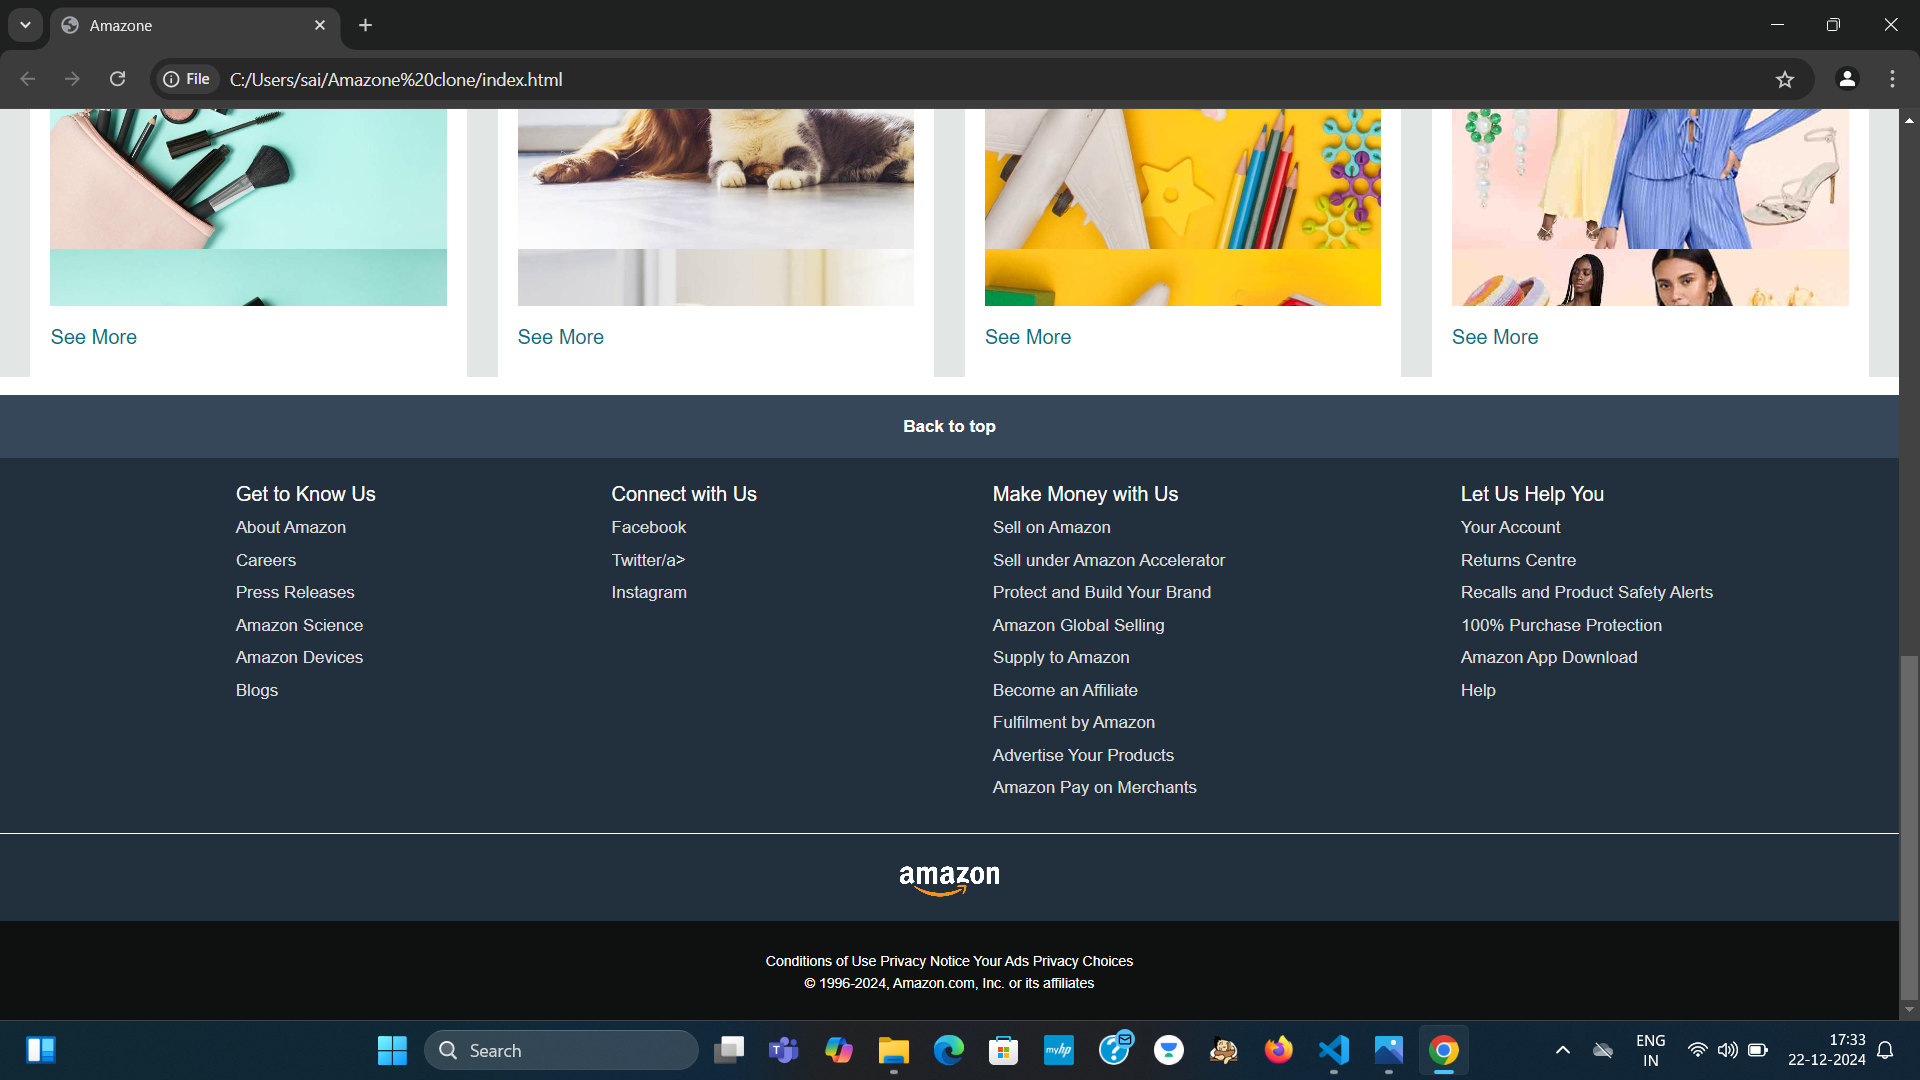 Amazone
File C:/Users/sai/Amazone%20clone/index.html
See More See More See More See More
Back to top
Get to Know Us
About Amazon
Careers
Press Releases
Amazon Science
Amazon Devices
Blogs
Connect with Us
Facebook
Twitter/a>
Instagram
Make Money with Us
Sell on Amazon
Sell under Amazon Accelerator
Protect and Build Your Brand
Amazon Global Selling
Supply to Amazon
Become an Affiliate
Fulfilment by Amazon
Advertise Your Products
Amazon Pay on Merchants
Let Us Help You
Your Account
Returns Centre
Recalls and Product Safety Alerts
100% Purchase Protection
Amazon App Download
Help
amazon
Conditions of Use Privacy Notice Your Ads Privacy Choices
© 1996-2024, Amazon.com, Inc. or its affiliates
Search
myhp
ENG
IN
17:33
22-12-2024